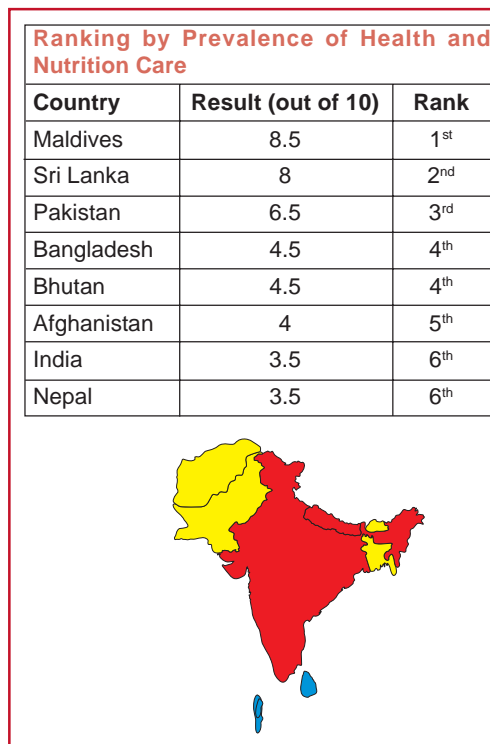 Ranking by Prevalence of Health and
Nutrition Care
Country Result (out of 10) Rank
Maldives 8.5 1st
Sri Lanka 8 2nd
Pakistan 6.5 3rd
Bangladesh 4.5 4th
Bhutan 4.5 4th
Afghanistan 4 5th
India 3.5 6th
Nepal 3.5 6th